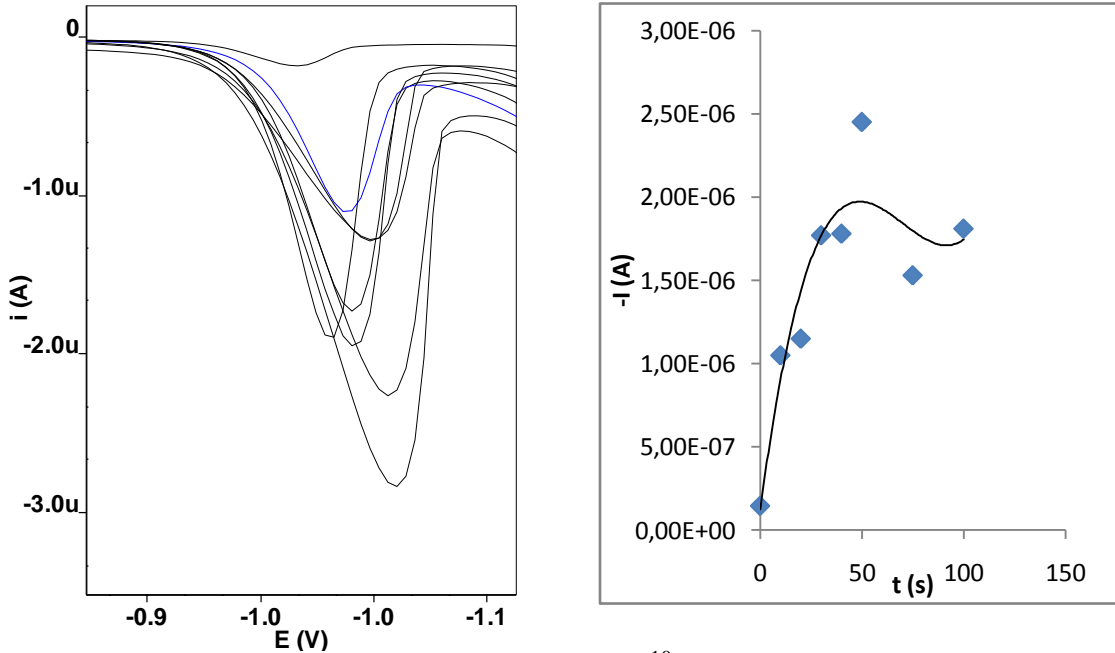 0
-1.0u
-2.0u
-3.0u
i (A)
-0.9 -1.0 -1.0 -1.1
E (V)
3,00E-06
2,50E-06
2,00E-06
1,50E-06
1,00E-06
5,00E-07
0,00E+00
-I (A)
0 50 100 150
t (s)